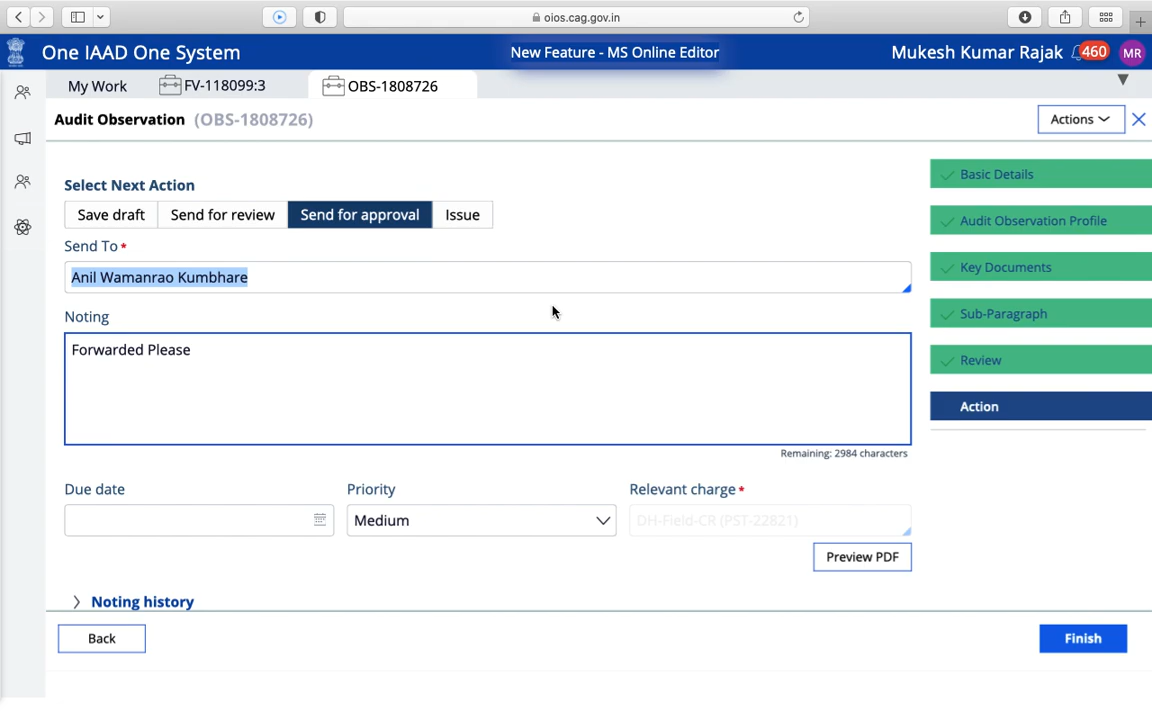 oios.cag.gov.in
One IAAD One System
New Feature - MS Online Editor
Mukesh Kumar Rajak
460
MR
My Work
FV-118099:3
OBS-1808726
Audit Observation (OBS-1808726)
Actions
Select Next Action
Save draft
Send for review
Send for approval
Issue
Send To *
Anil Wamanrao Kumbhare
Noting
Forwarded Please
Remaining: 2984 characters
Due date
Priority
Relevant charge *
Medium
DH-Field-CR (PST-22821)
Preview PDF
Noting history
Back
Finish
Basic Details
Audit Observation Profile
Key Documents
Sub-Paragraph
Review
Action